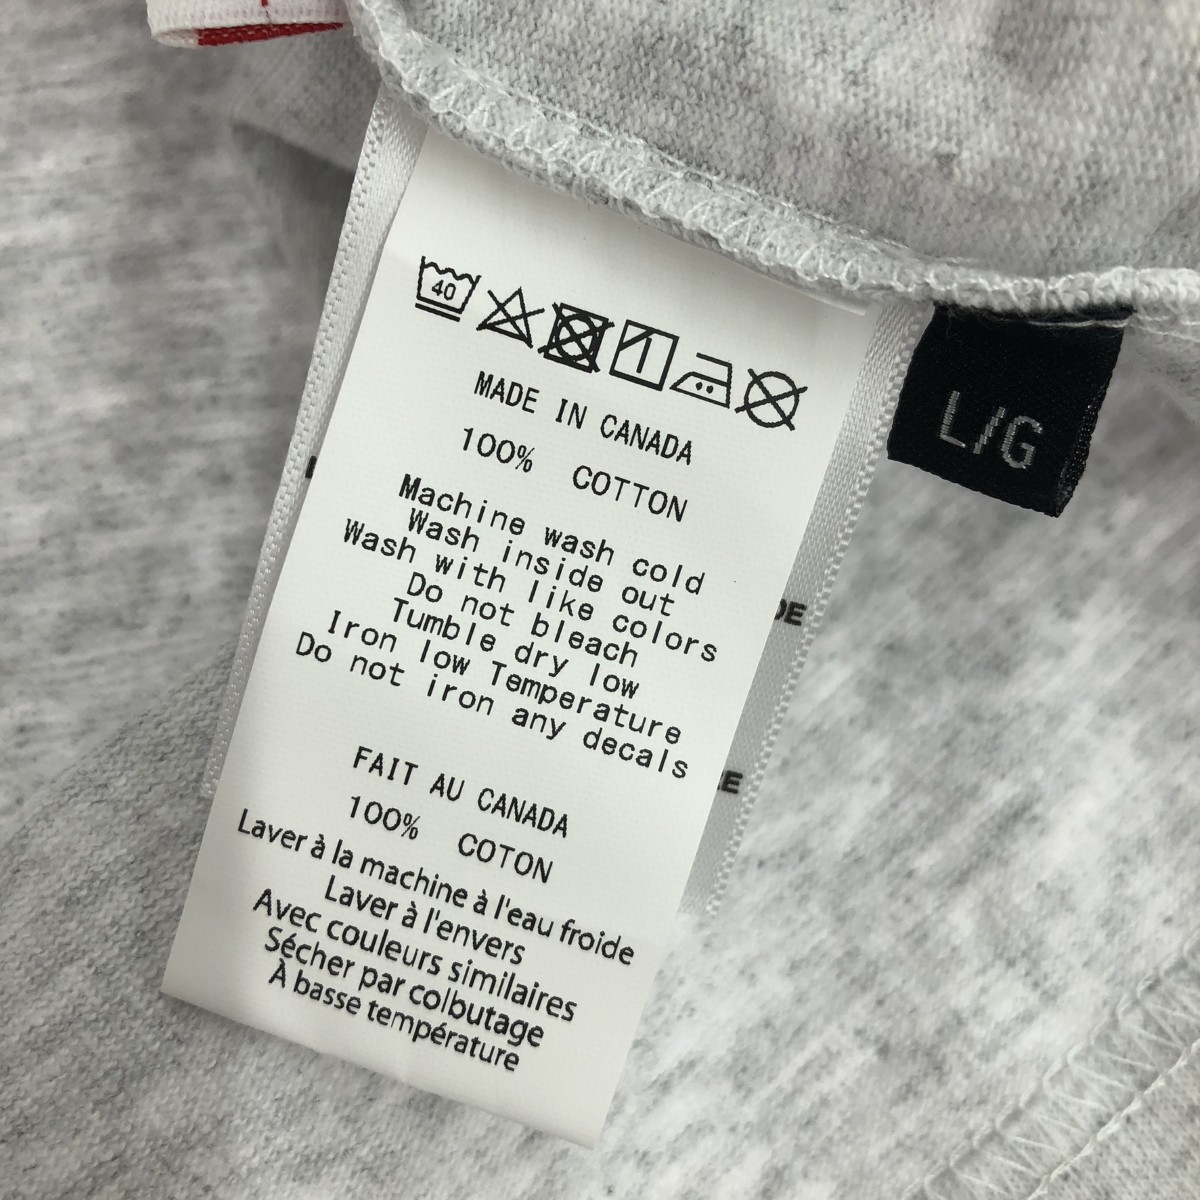 40
L/G
MADE IN CANADA
100% COTTON
Machine wash cold
Wash inside out
Wash with like colors
Do not bleach
Tumble dry low
Iron low Temperature
Do not iron any decals
FAIT AU CANADA
100% COTON
Laver à la machine à l'eau froide
Laver à l'envers
Avec couleurs similaires
Sécher par colbutage
À basse température